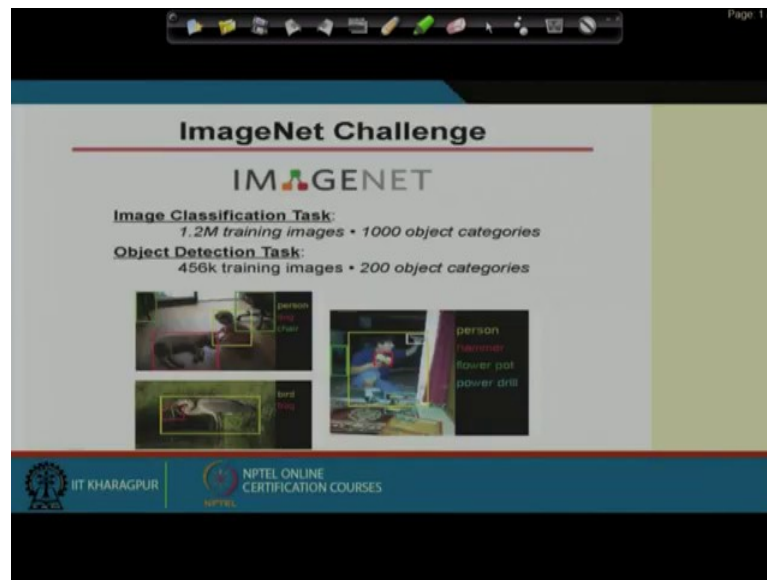 Page: 1
ImageNet Challenge
IMAGENET
Image Classification Task:
1.2M training images • 1000 object categories
Object Detection Task:
456k training images • 200 object categories
person
dog
chair
person
hammer
flower pot
power drill
bird
frog
IIT KHARAGPUR
NPTEL
NPTEL ONLINE
CERTIFICATION COURSES